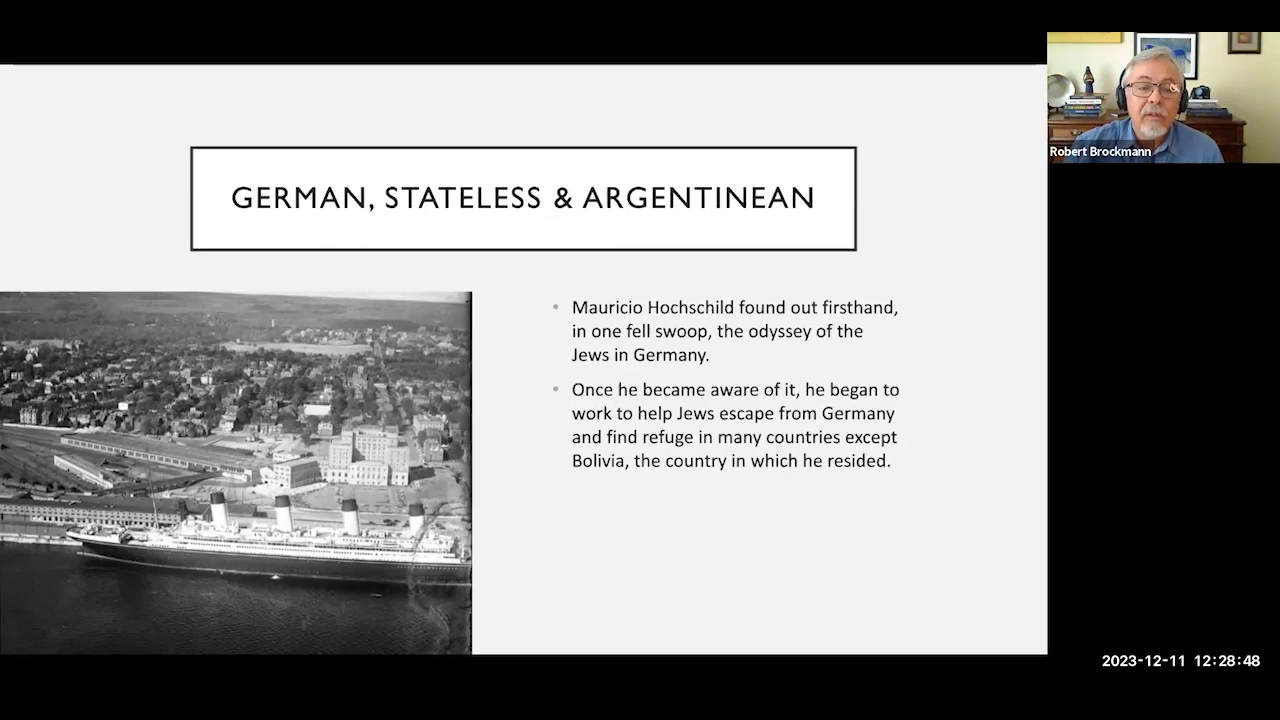 GERMAN, STATELESS & ARGENTINEAN
• Mauricio Hochschild found out firsthand,
in one fell swoop, the odyssey of the
Jews in Germany.
• Once he became aware of it, he began to
work to help Jews escape from Germany
and find refuge in many countries except
Bolivia, the country in which he resided.
Robert Brockmann
2023-12-11 12:28:48